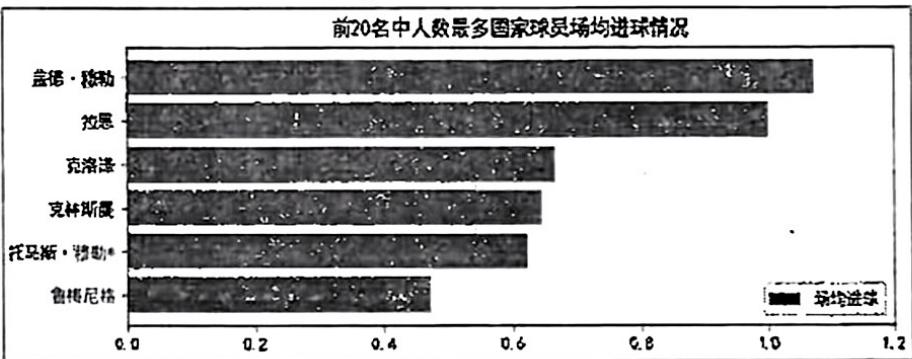 前20名中人数最多国家球员场均进球情况
盖德·穆勒
拉恩
克洛泽
克林斯曼
托马斯·穆勒*
鲁梅尼格
场均进球
0.0 0.2 0.4 0.6 0.8 1.0 1.2